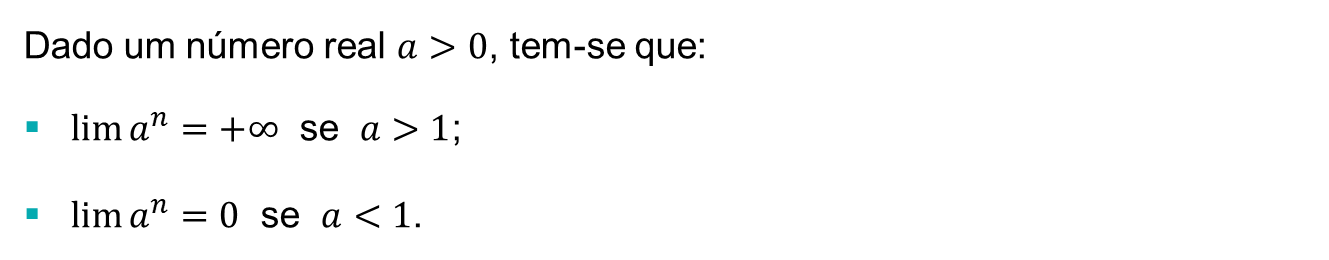 Dado um número real 𝑎 > 0, tem-se que:
▪ lim 𝑎ⁿ = +∞ se 𝑎 > 1;
▪ lim 𝑎ⁿ = 0 se 𝑎 < 1.